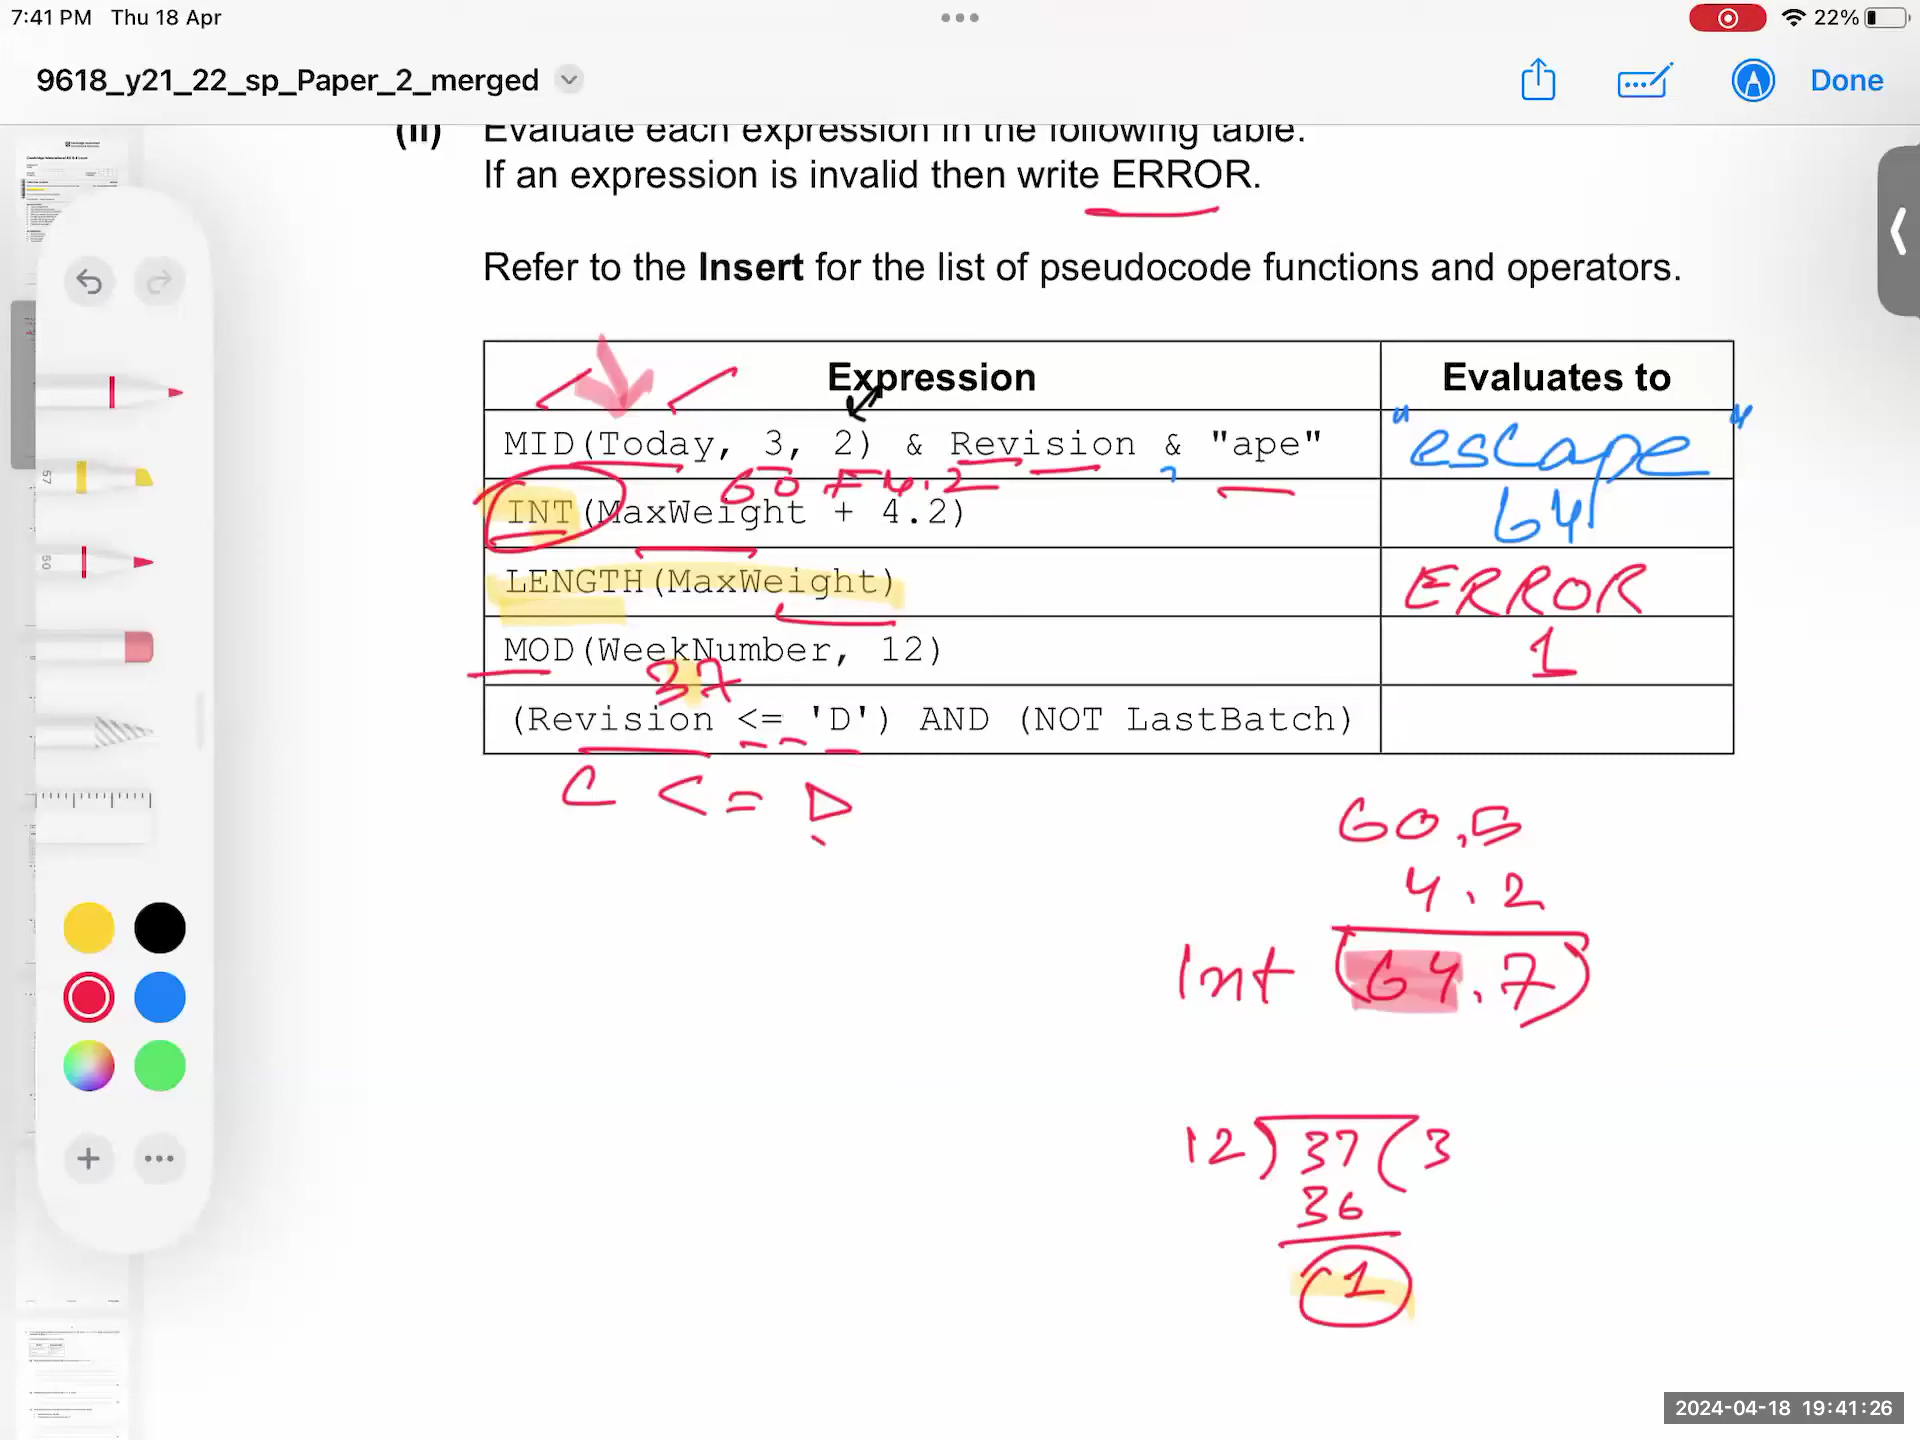 7:41 PM Thu 18 Apr
22%
9618_y21_22_sp_Paper_2_merged
Done
(ii) Evaluate each expression in the following table.
If an expression is invalid then write ERROR.
Refer to the Insert for the list of pseudocode functions and operators.
Expression Evaluates to
MID(Today, 3, 2) & Revision & "ape" "escape"
60 + 4.2
INT(MaxWeight + 4.2) 64
LENGTH(MaxWeight) ERROR
MOD(WeekNumber, 12) 1
37
(Revision <= 'D') AND (NOT LastBatch)
C <= D
60.5
4.2
Int (64.7)
12) 37 (3
36
1
57
50
2024-04-18 19:41:26